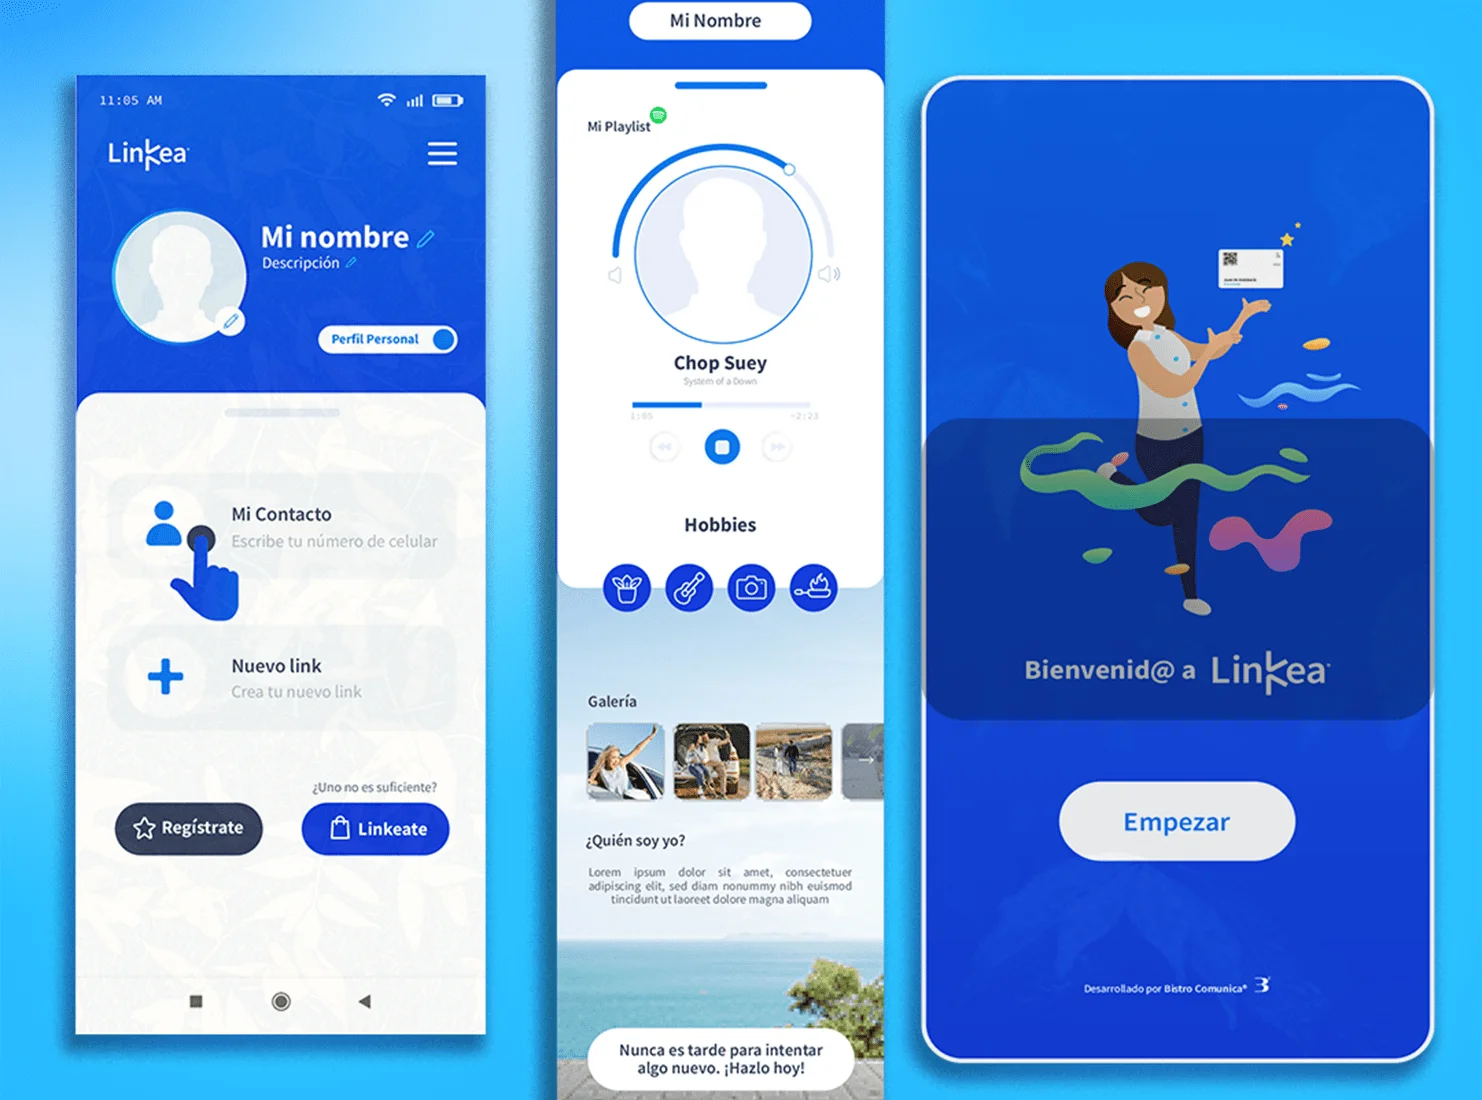 11:05 AM
Linkea
Mi nombre
Descripción
Perfil Personal
Mi Contacto
Escribe tu número de celular
Nuevo link
Crea tu nuevo link
¿Uno no es suficiente?
Regístrate
Linkeate
Mi Nombre
Mi Playlist
Chop Suey
System of a Down
1:05
-2:23
Hobbies
Galería
¿Quién soy yo?
Lorem ipsum dolor sit amet, consectetuer
adipiscing elit, sed diam nonummy nibh euismod
tincidunt ut laoreet dolore magna aliquam
Nunca es tarde para intentar
algo nuevo. ¡Hazlo hoy!
Bienvenid@ a Linkea
Empezar
Desarrollado por Bistro Comunica®